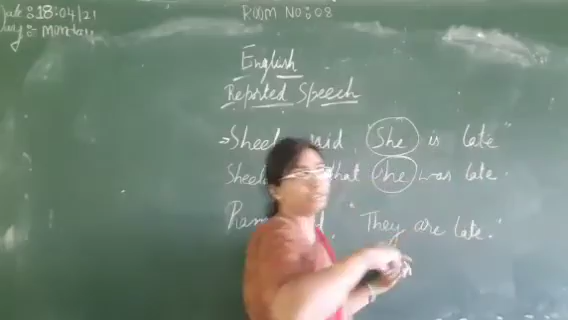 Date :- 18:04/21
Day :- Monday
ROOM NO:08
English
Reported Speech
→ said, She is late"
that she was late.
"They are late."